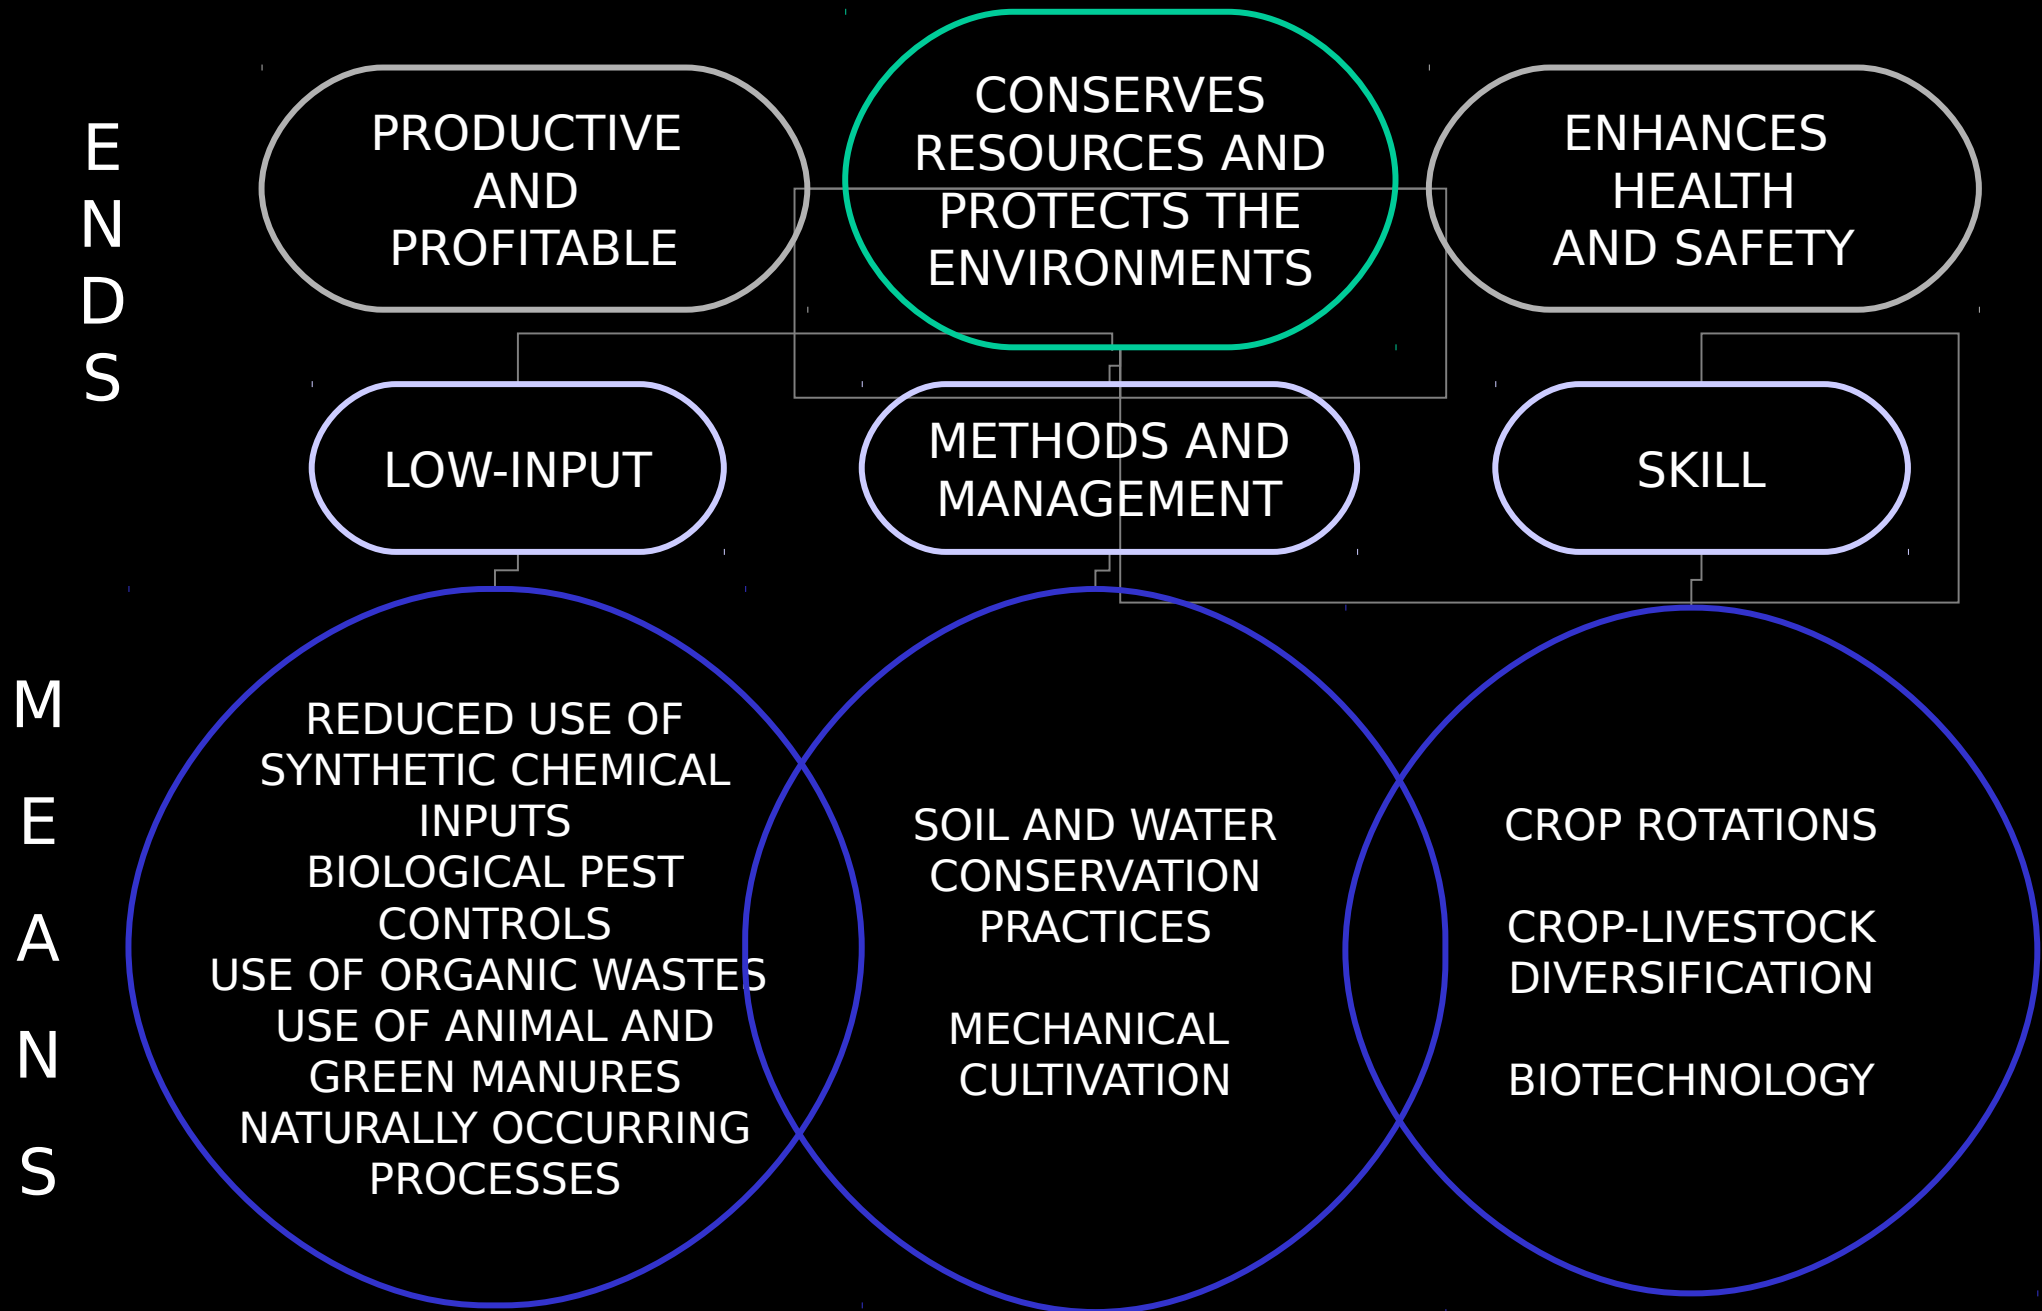 E
N
D
S
PRODUCTIVE
AND
PROFITABLE
CONSERVES
RESOURCES AND
PROTECTS THE
ENVIRONMENTS
ENHANCES
HEALTH
AND SAFETY
LOW-INPUT
METHODS AND
MANAGEMENT
SKILL
M
E
A
N
S
REDUCED USE OF
SYNTHETIC CHEMICAL
INPUTS
BIOLOGICAL PEST
CONTROLS
USE OF ORGANIC WASTES
USE OF ANIMAL AND
GREEN MANURES
NATURALLY OCCURRING
PROCESSES
SOIL AND WATER
CONSERVATION
PRACTICES
MECHANICAL
CULTIVATION
CROP ROTATIONS
CROP-LIVESTOCK
DIVERSIFICATION
BIOTECHNOLOGY